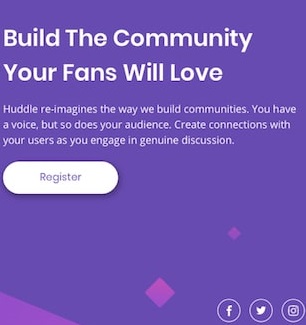 Build The Community
Your Fans Will Love
Huddle re-imagines the way we build communities. You have
a voice, but so does your audience. Create connections with
your users as you engage in genuine discussion.
Register